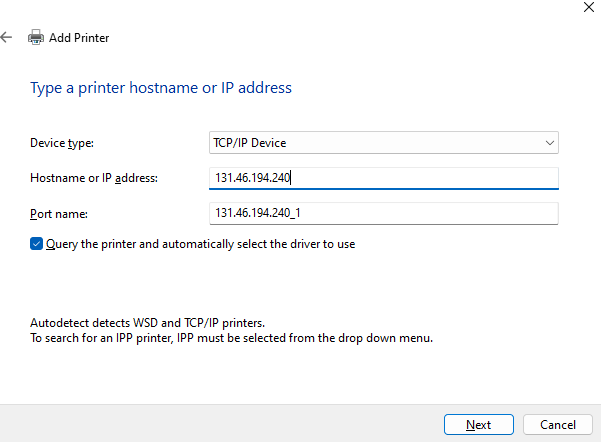 Add Printer
Type a printer hostname or IP address
Device type: TCP/IP Device
Hostname or IP address: 131.46.194.240
Port name: 131.46.194.240_1
Query the printer and automatically select the driver to use
Autodetect detects WSD and TCP/IP printers.
To search for an IPP printer, IPP must be selected from the drop down menu.
Next Cancel